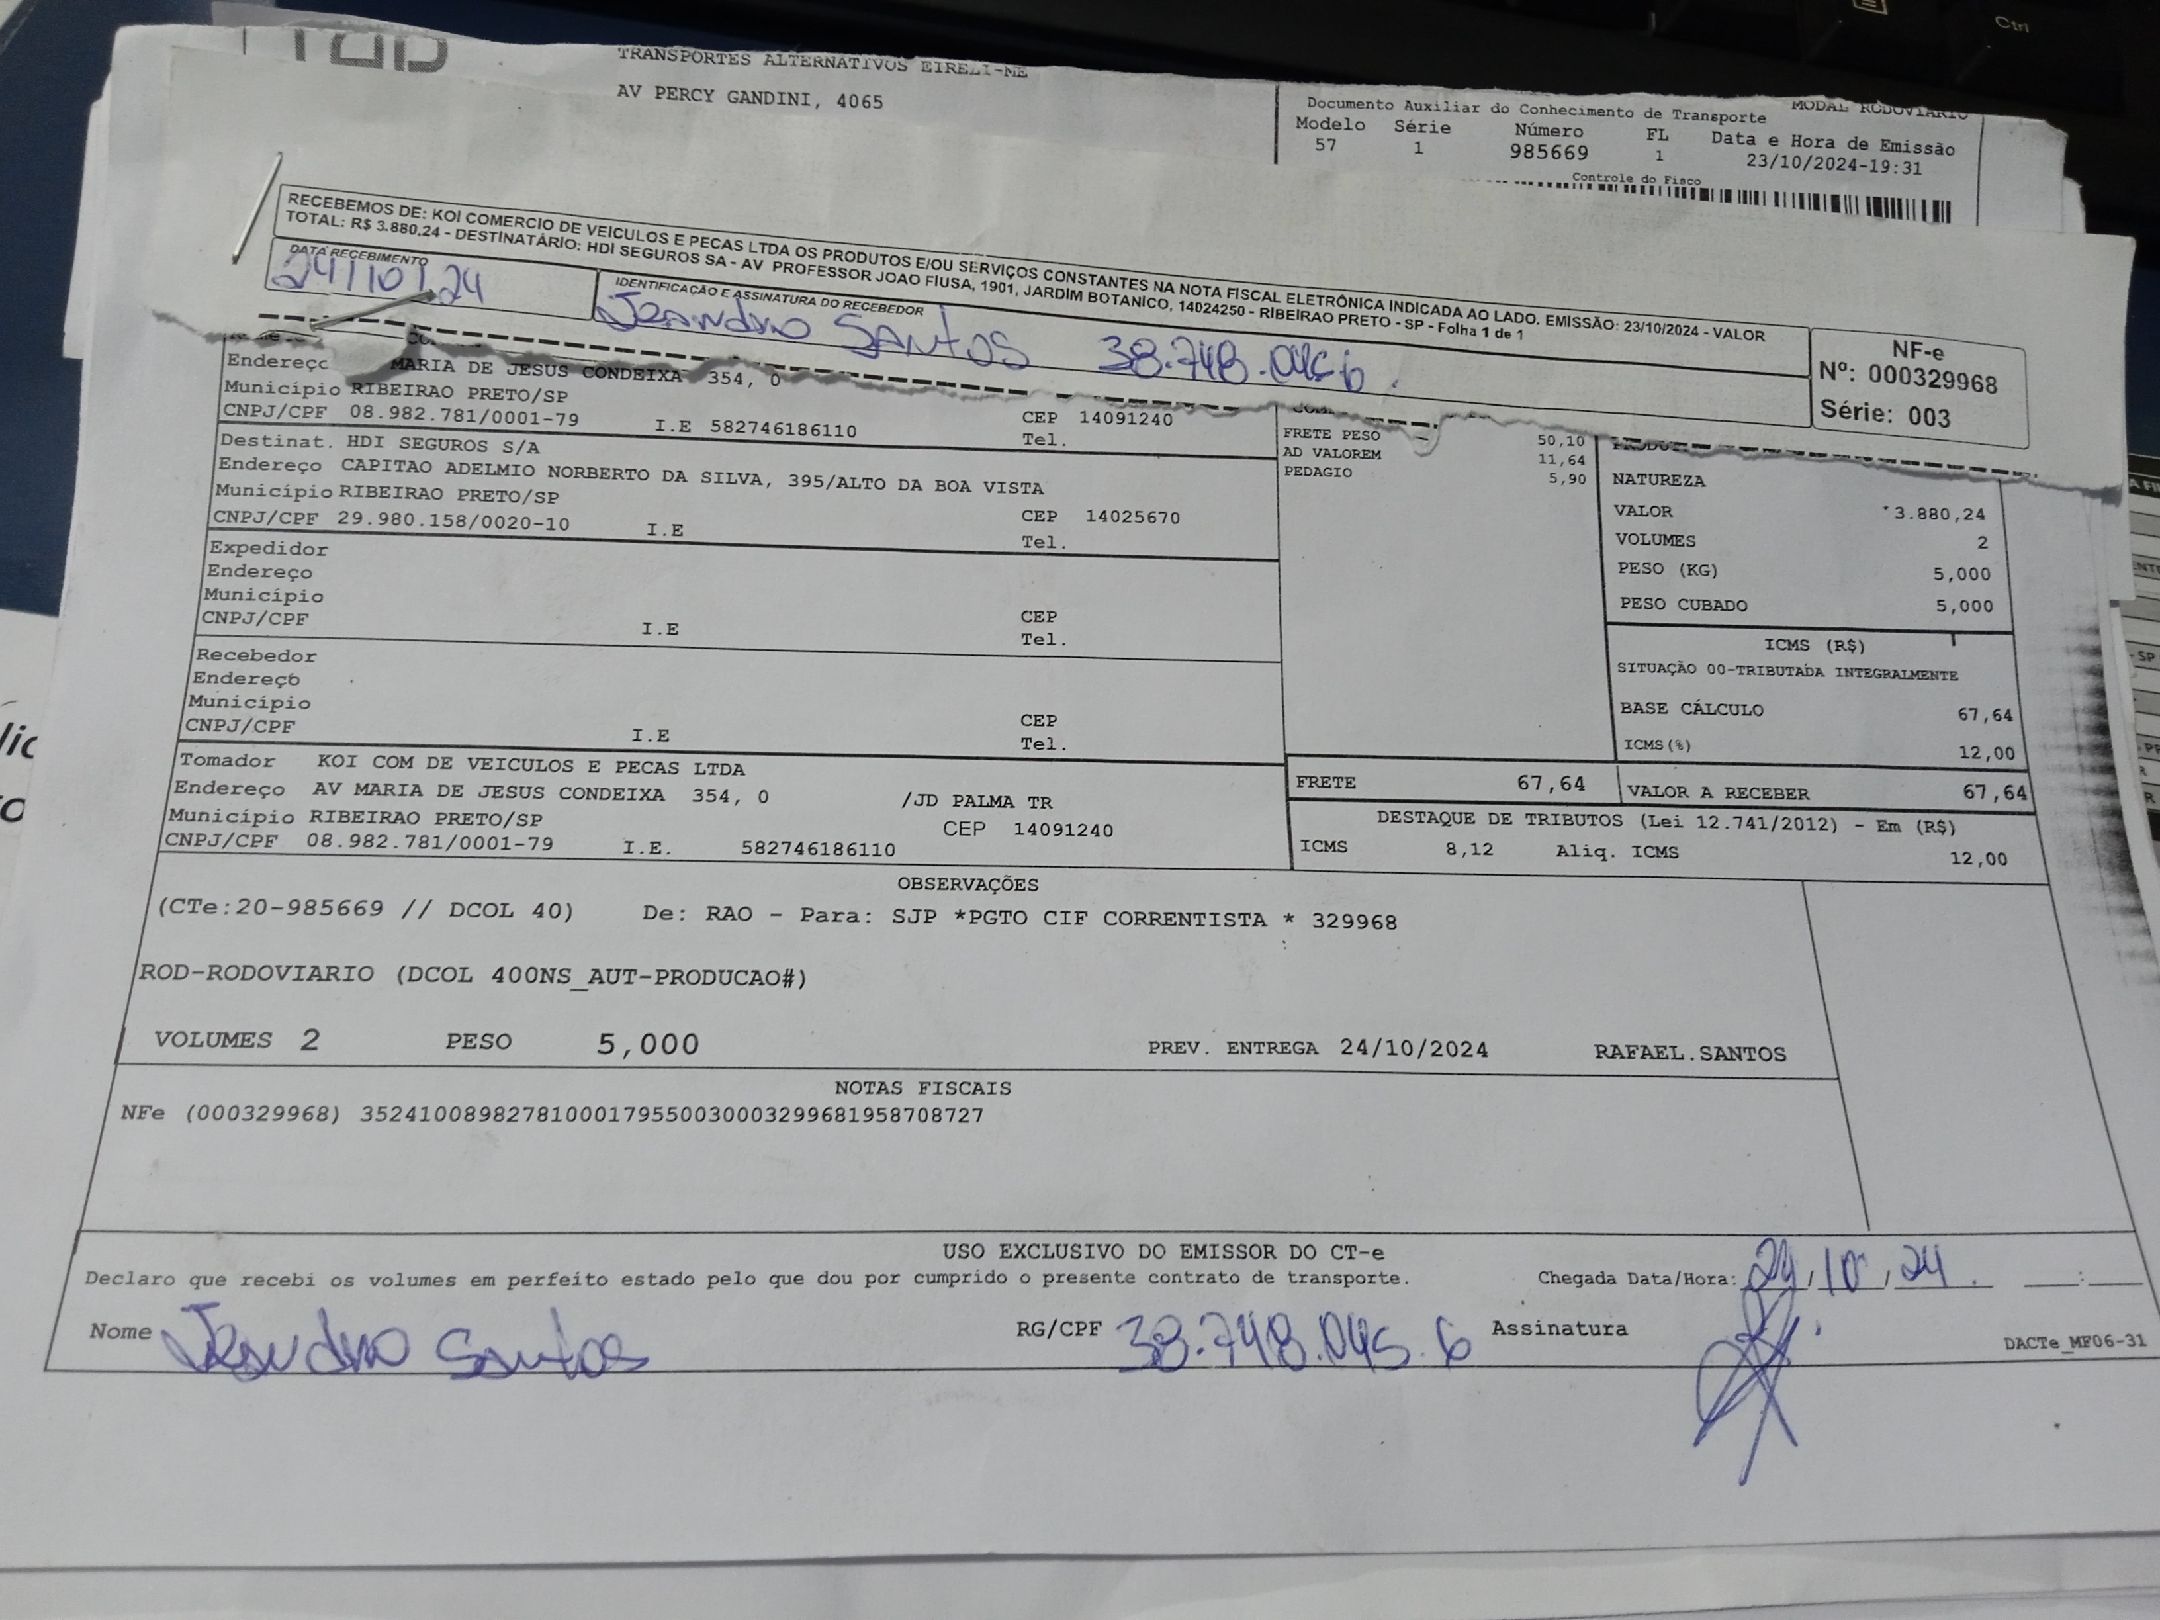 TRANSPORTES ALTERNATIVOS EIRELI-ME
AV PERCY GANDINI, 4065
MODAL RODOVIARIO
Documento Auxiliar do Conhecimento de Transporte
Modelo Série Número FL Data e Hora de Emissão
57 1 985669 1 23/10/2024-19:31
Controle do Fisco
RECEBEMOS DE: KOI COMERCIO DE VEICULOS E PECAS LTDA OS PRODUTOS E/OU SERVIÇOS CONSTANTES NA NOTA FISCAL ELETRÔNICA INDICADA AO LADO. EMISSÃO: 23/10/2024 - VALOR
TOTAL: R$ 3.880,24 - DESTINATÁRIO: HDI SEGUROS SA - AV PROFESSOR JOAO FIUSA, 1901, JARDIM BOTANICO, 14024250 - RIBEIRAO PRETO - SP - Folha 1 de 1
DATA RECEBIMENTO
24/10/24
IDENTIFICAÇÃO E ASSINATURA DO RECEBEDOR
Santos 38.748.045.6
NF-e
Nº: 000329968
Série: 003
Endereço MARIA DE JESUS CONDEIXA 354, 0
Município RIBEIRAO PRETO/SP
CEP 14091240
CNPJ/CPF 08.982.781/0001-79 I.E 582746186110
Tel.
Destinat. HDI SEGUROS S/A
Endereço CAPITAO ADELMIO NORBERTO DA SILVA, 395/ALTO DA BOA VISTA
Município RIBEIRAO PRETO/SP
CEP 14025670
CNPJ/CPF 29.980.158/0020-10 I.E
Tel.
Expedidor
Endereço
Município
CEP
CNPJ/CPF I.E
Tel.
Recebedor
Endereço
Município
CEP
CNPJ/CPF I.E
Tel.
Tomador KOI COM DE VEICULOS E PECAS LTDA
Endereço AV MARIA DE JESUS CONDEIXA 354, 0 /JD PALMA TR
Município RIBEIRAO PRETO/SP CEP 14091240
CNPJ/CPF 08.982.781/0001-79 I.E. 582746186110
FRETE PESO 50,10
AD VALOREM 11,64
PEDAGIO 5,90
NATUREZA
VALOR 3.880,24
VOLUMES 2
PESO (KG) 5,000
PESO CUBADO 5,000
ICMS (R$)
SITUAÇÃO 00-TRIBUTADA INTEGRALMENTE
BASE CÁLCULO 67,64
ICMS(%) 12,00
FRETE 67,64 VALOR A RECEBER 67,64
DESTAQUE DE TRIBUTOS (Lei 12.741/2012) - Em (R$)
ICMS 8,12 Aliq. ICMS 12,00
OBSERVAÇÕES
(CTe:20-985669 // DCOL 40) De: RAO - Para: SJP *PGTO CIF CORRENTISTA * 329968
ROD-RODOVIARIO (DCOL 400NS_AUT-PRODUCAO#)
VOLUMES 2 PESO 5,000 PREV. ENTREGA 24/10/2024 RAFAEL.SANTOS
NOTAS FISCAIS
NFe (000329968) 35241008982781000179550030003299681958708727
USO EXCLUSIVO DO EMISSOR DO CT-e
Declaro que recebi os volumes em perfeito estado pelo que dou por cumprido o presente contrato de transporte. Chegada Data/Hora: 24/10/24 :
Nome Santos RG/CPF 38.748.045.6 Assinatura
DACTe_MF06-31